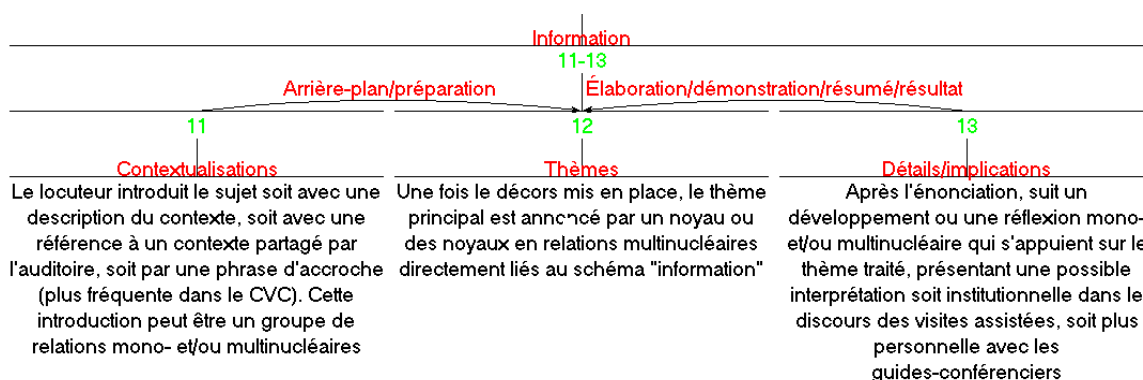 Information
11-13
Arrière-plan/préparation
Élaboration/démonstration/résumé/résultat
11
12
13
Contextualisations
Le locuteur introduit le sujet soit avec une
description du contexte, soit avec une
référence à un contexte partagé par
l'auditoire, soit par une phrase d'accroche
(plus fréquente dans le CVC). Cette
introduction peut être un groupe de
relations mono- et/ou multinucléaires
Thèmes
Une fois le décors mis en place, le thème
principal est annoncé par un noyau ou
des noyaux en relations multinucléaires
directement liés au schéma "information"
Détails/implications
Après l'énonciation, suit un
développement ou une réflexion mono-
et/ou multinucléaire qui s'appuient sur le
thème traité, présentant une possible
interprétation soit institutionnelle dans le
discours des visites assistées, soit plus
personnelle avec les
guides-conférenciers